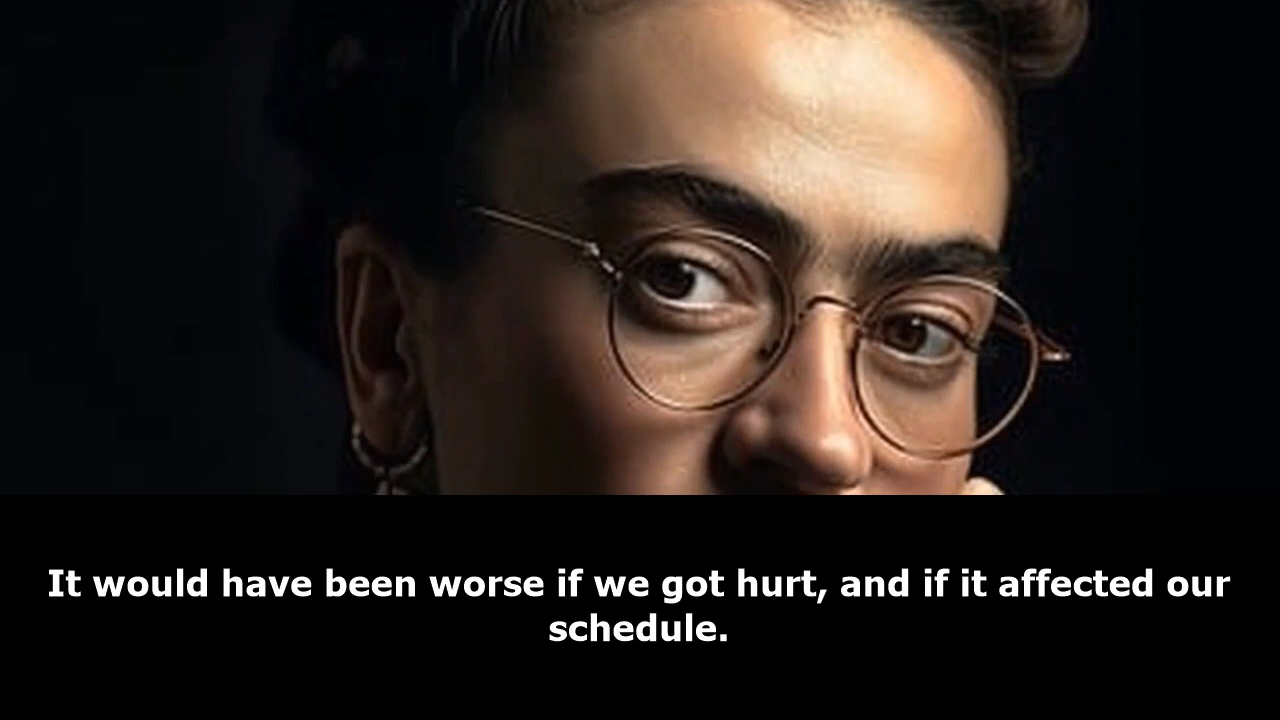 It would have been worse if we got hurt, and if it affected our
schedule.